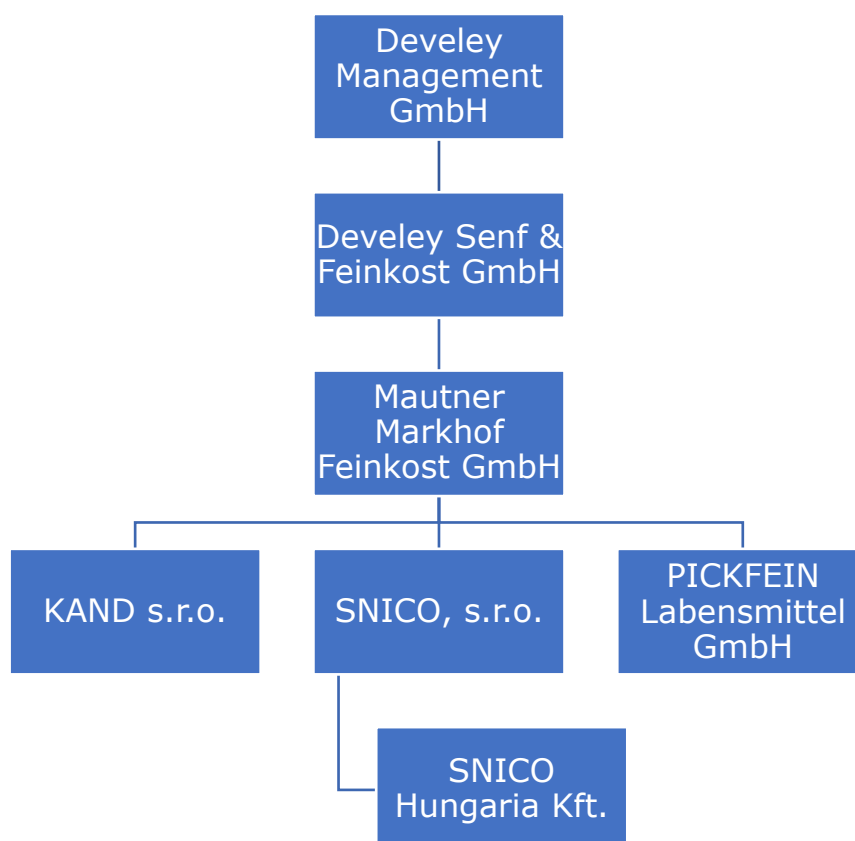 Develey
Management
GmbH
Develey Senf &
Feinkost GmbH
Mautner
Markhof
Feinkost GmbH
KAND s.r.o.
SNICO, s.r.o.
PICKFEIN
Labensmittel
GmbH
SNICO
Hungaria Kft.